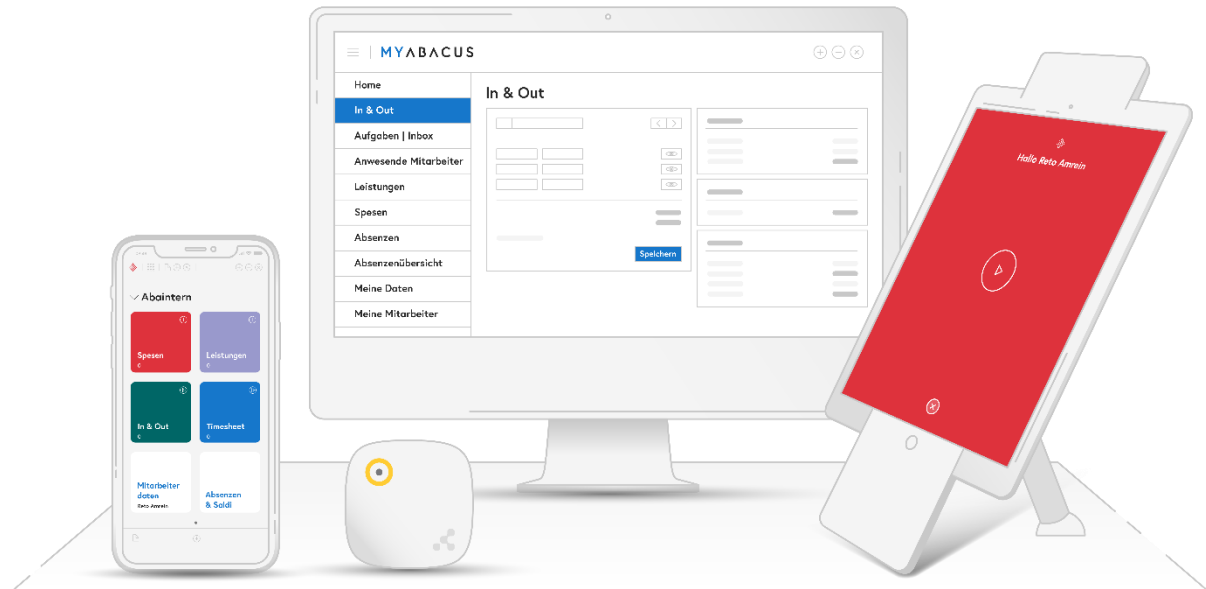 MYABACUS
Home
In & Out
Aufgaben | Inbox
Anwesende Mitarbeiter
Leistungen
Spesen
Absenzen
Absenzenübersicht
Meine Daten
Meine Mitarbeiter
In & Out
Speichern
Abaintern
Spesen
Leistungen
In & Out
Timesheet
Mitarbeiter
daten
Reto Amrein
Absenzen
& Saldi
Hallo Reto Amrein